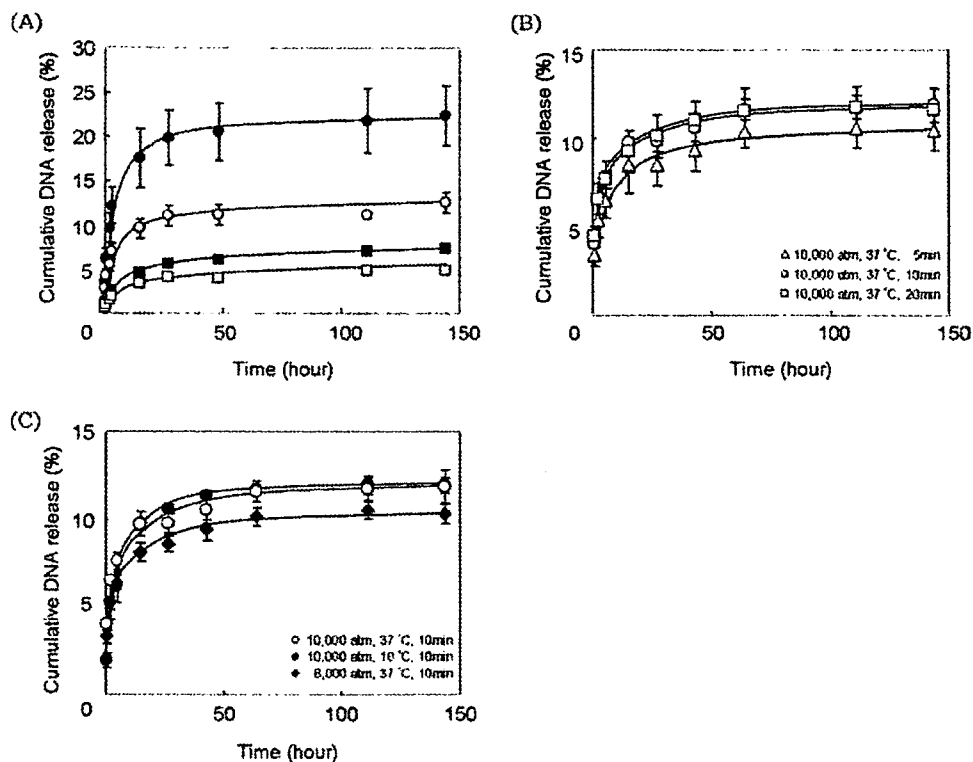 (A)
30
25
20
15
10
5
0
Cumulative DNA release (%)
0 50 100 150
Time (hour)
(B)
15
10
5
0
Cumulative DNA release (%)
10,000 atm, 37 °C, 5min
10,000 atm, 37 °C, 10min
10,000 atm, 37 °C, 20min
50 100 150
Time (hour)
(C)
15
10
5
0
Cumulative DNA release (%)
10,000 atm, 37 °C, 10min
10,000 atm, 10 °C, 10min
atm, 37 °C, 10min
50 100 150
Time (hour)